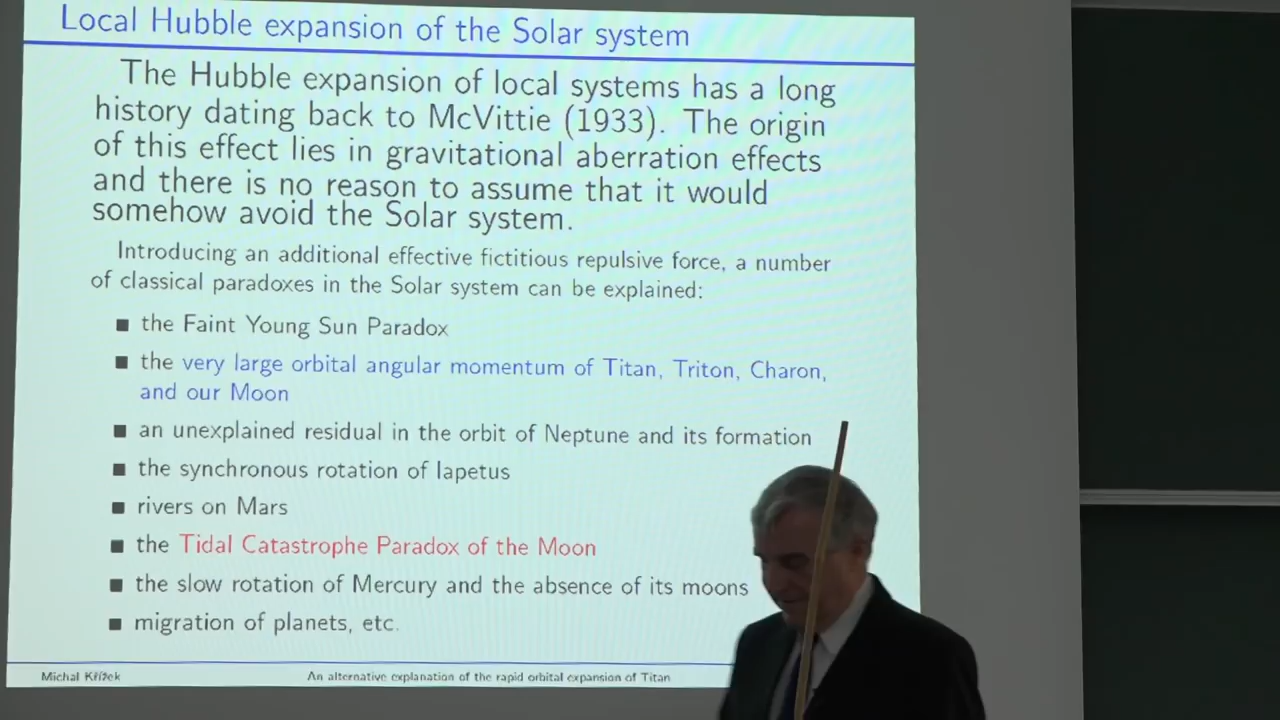 Local Hubble expansion of the Solar system
The Hubble expansion of local systems has a long
history dating back to McVittie (1933). The origin
of this effect lies in gravitational aberration effects
and there is no reason to assume that it would
somehow avoid the Solar system.
Introducing an additional effective fictitious repulsive force, a number
of classical paradoxes in the Solar system can be explained:
■ the Faint Young Sun Paradox
■ the very large orbital angular momentum of Titan, Triton, Charon,
and our Moon
■ an unexplained residual in the orbit of Neptune and its formation
■ the synchronous rotation of Iapetus
■ rivers on Mars
■ the Tidal Catastrophe Paradox of the Moon
■ the slow rotation of Mercury and the absence of its moons
■ migration of planets, etc.
Michal Křížek An alternative explanation of the rapid orbital expansion of Titan